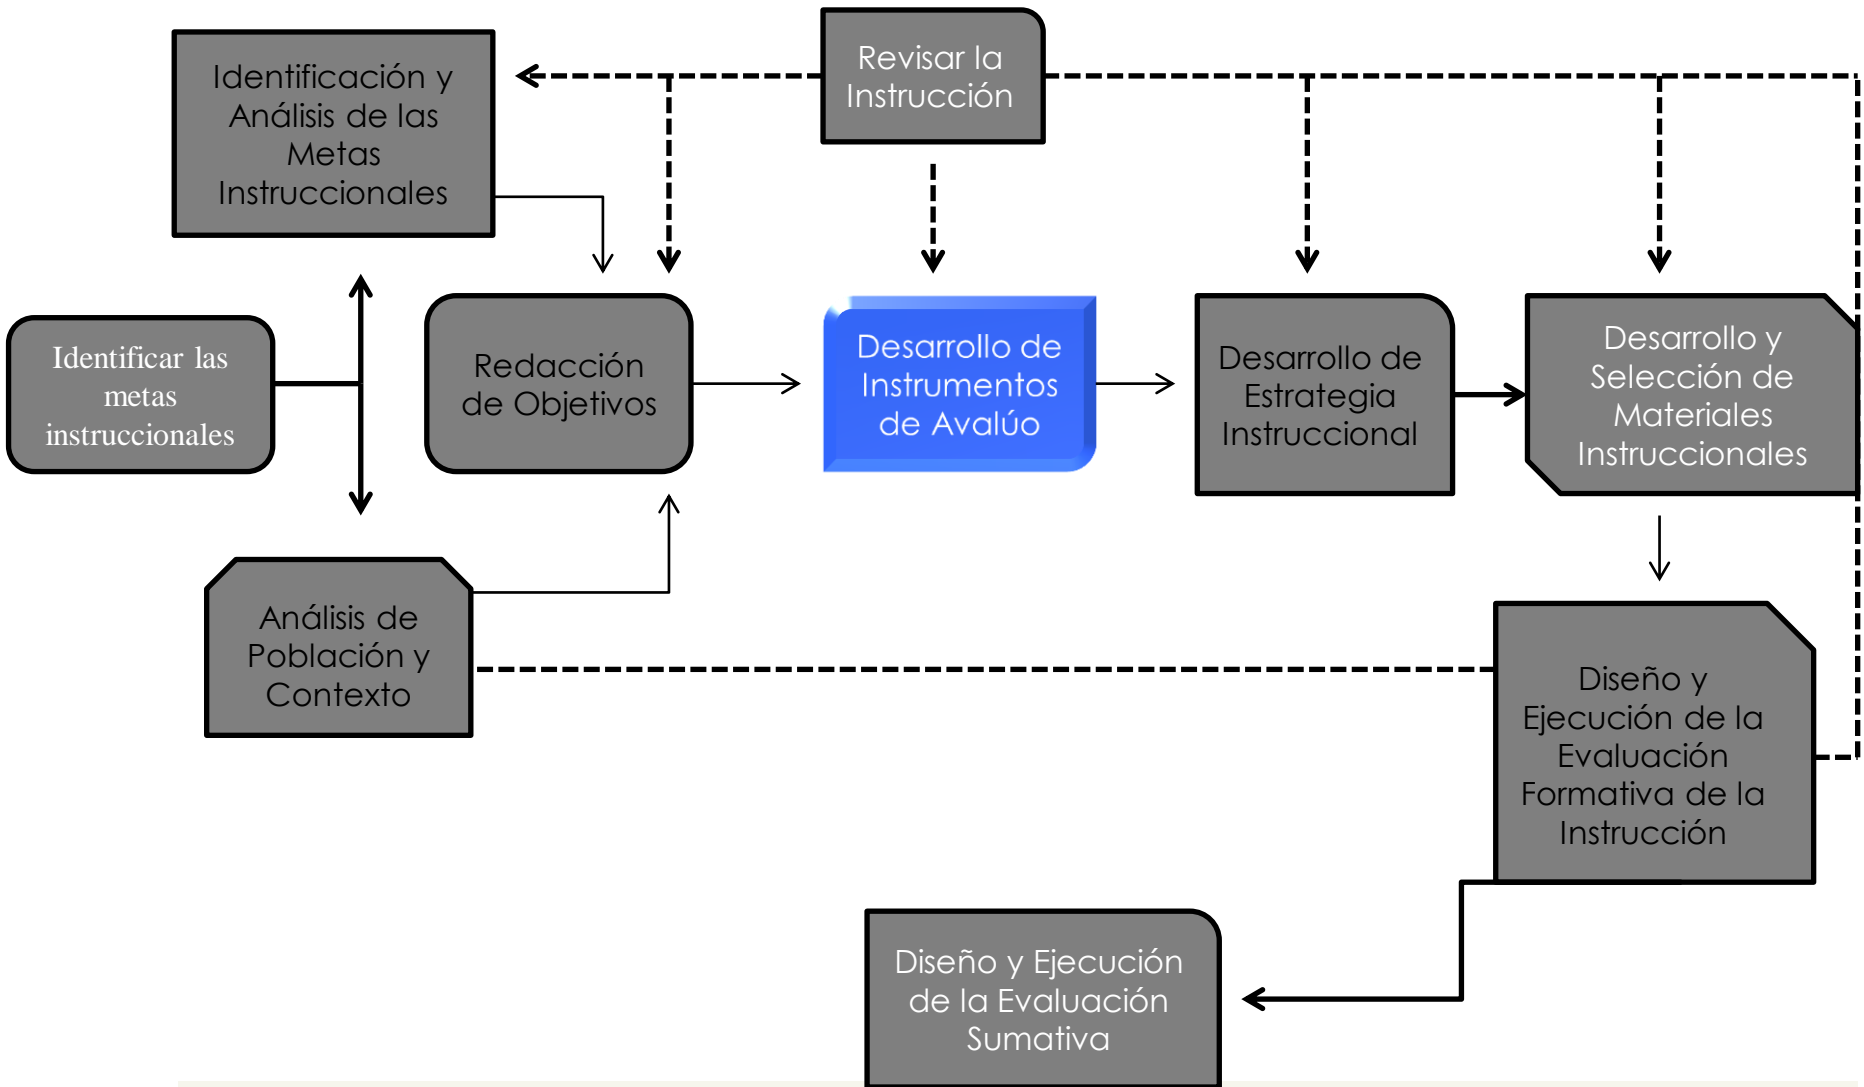 Revisar la
Instrucción
Identificación y
Análisis de las
Metas
Instruccionales
Identificar las
metas
instruccionales
Redacción
de Objetivos
Desarrollo de
Instrumentos
de Avalúo
Desarrollo de
Estrategia
Instruccional
Desarrollo y
Selección de
Materiales
Instruccionales
Análisis de
Población y
Contexto
Diseño y
Ejecución de la
Evaluación
Formativa de la
Instrucción
Diseño y Ejecución
de la Evaluación
Sumativa